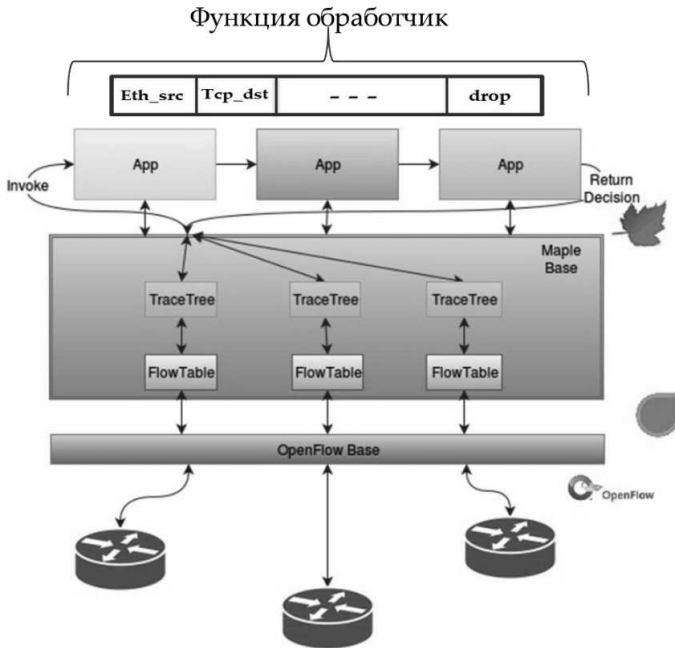 Функция обработчик
Eth_src Tcp_dst – – – drop
App App App
Invoke
Return
Decision
Maple
Base
TraceTree TraceTree TraceTree
FlowTable FlowTable FlowTable
OpenFlow Base
OpenFlow